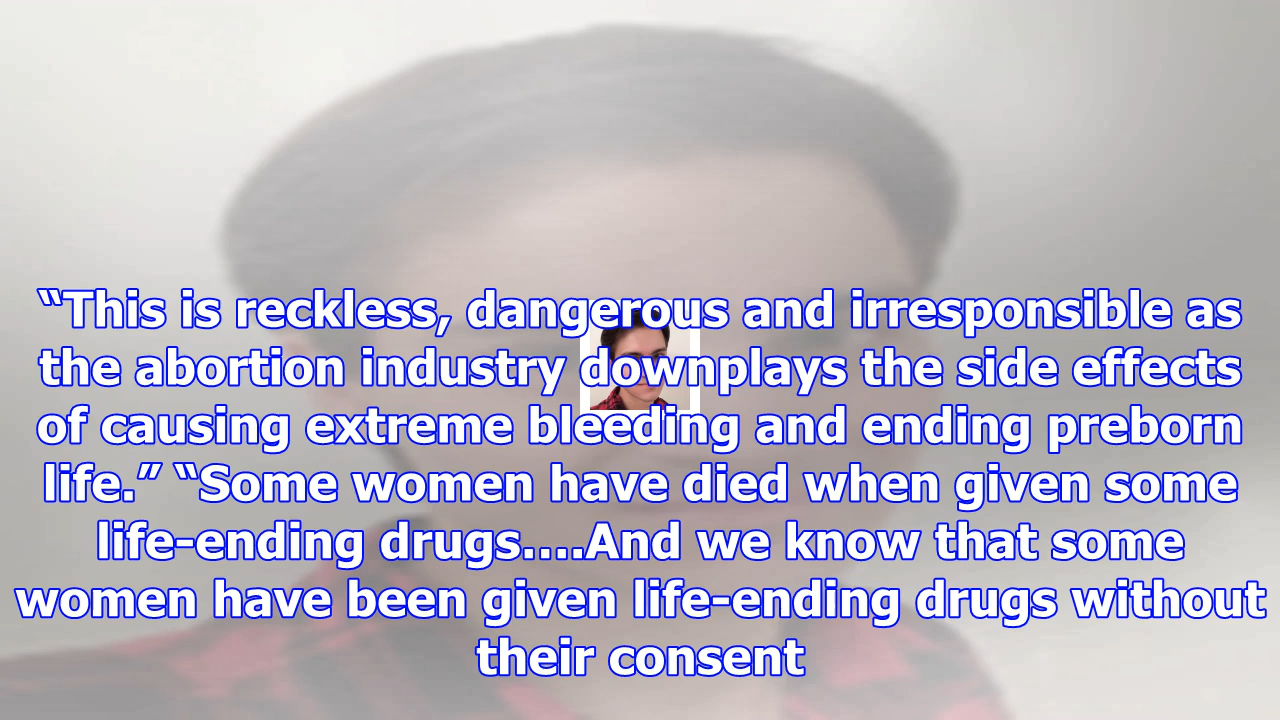 “This is reckless, dangerous and irresponsible as
the abortion industry downplays the side effects
of causing extreme bleeding and ending preborn
life.” “Some women have died when given some
life-ending drugs....And we know that some
women have been given life-ending drugs without
their consent